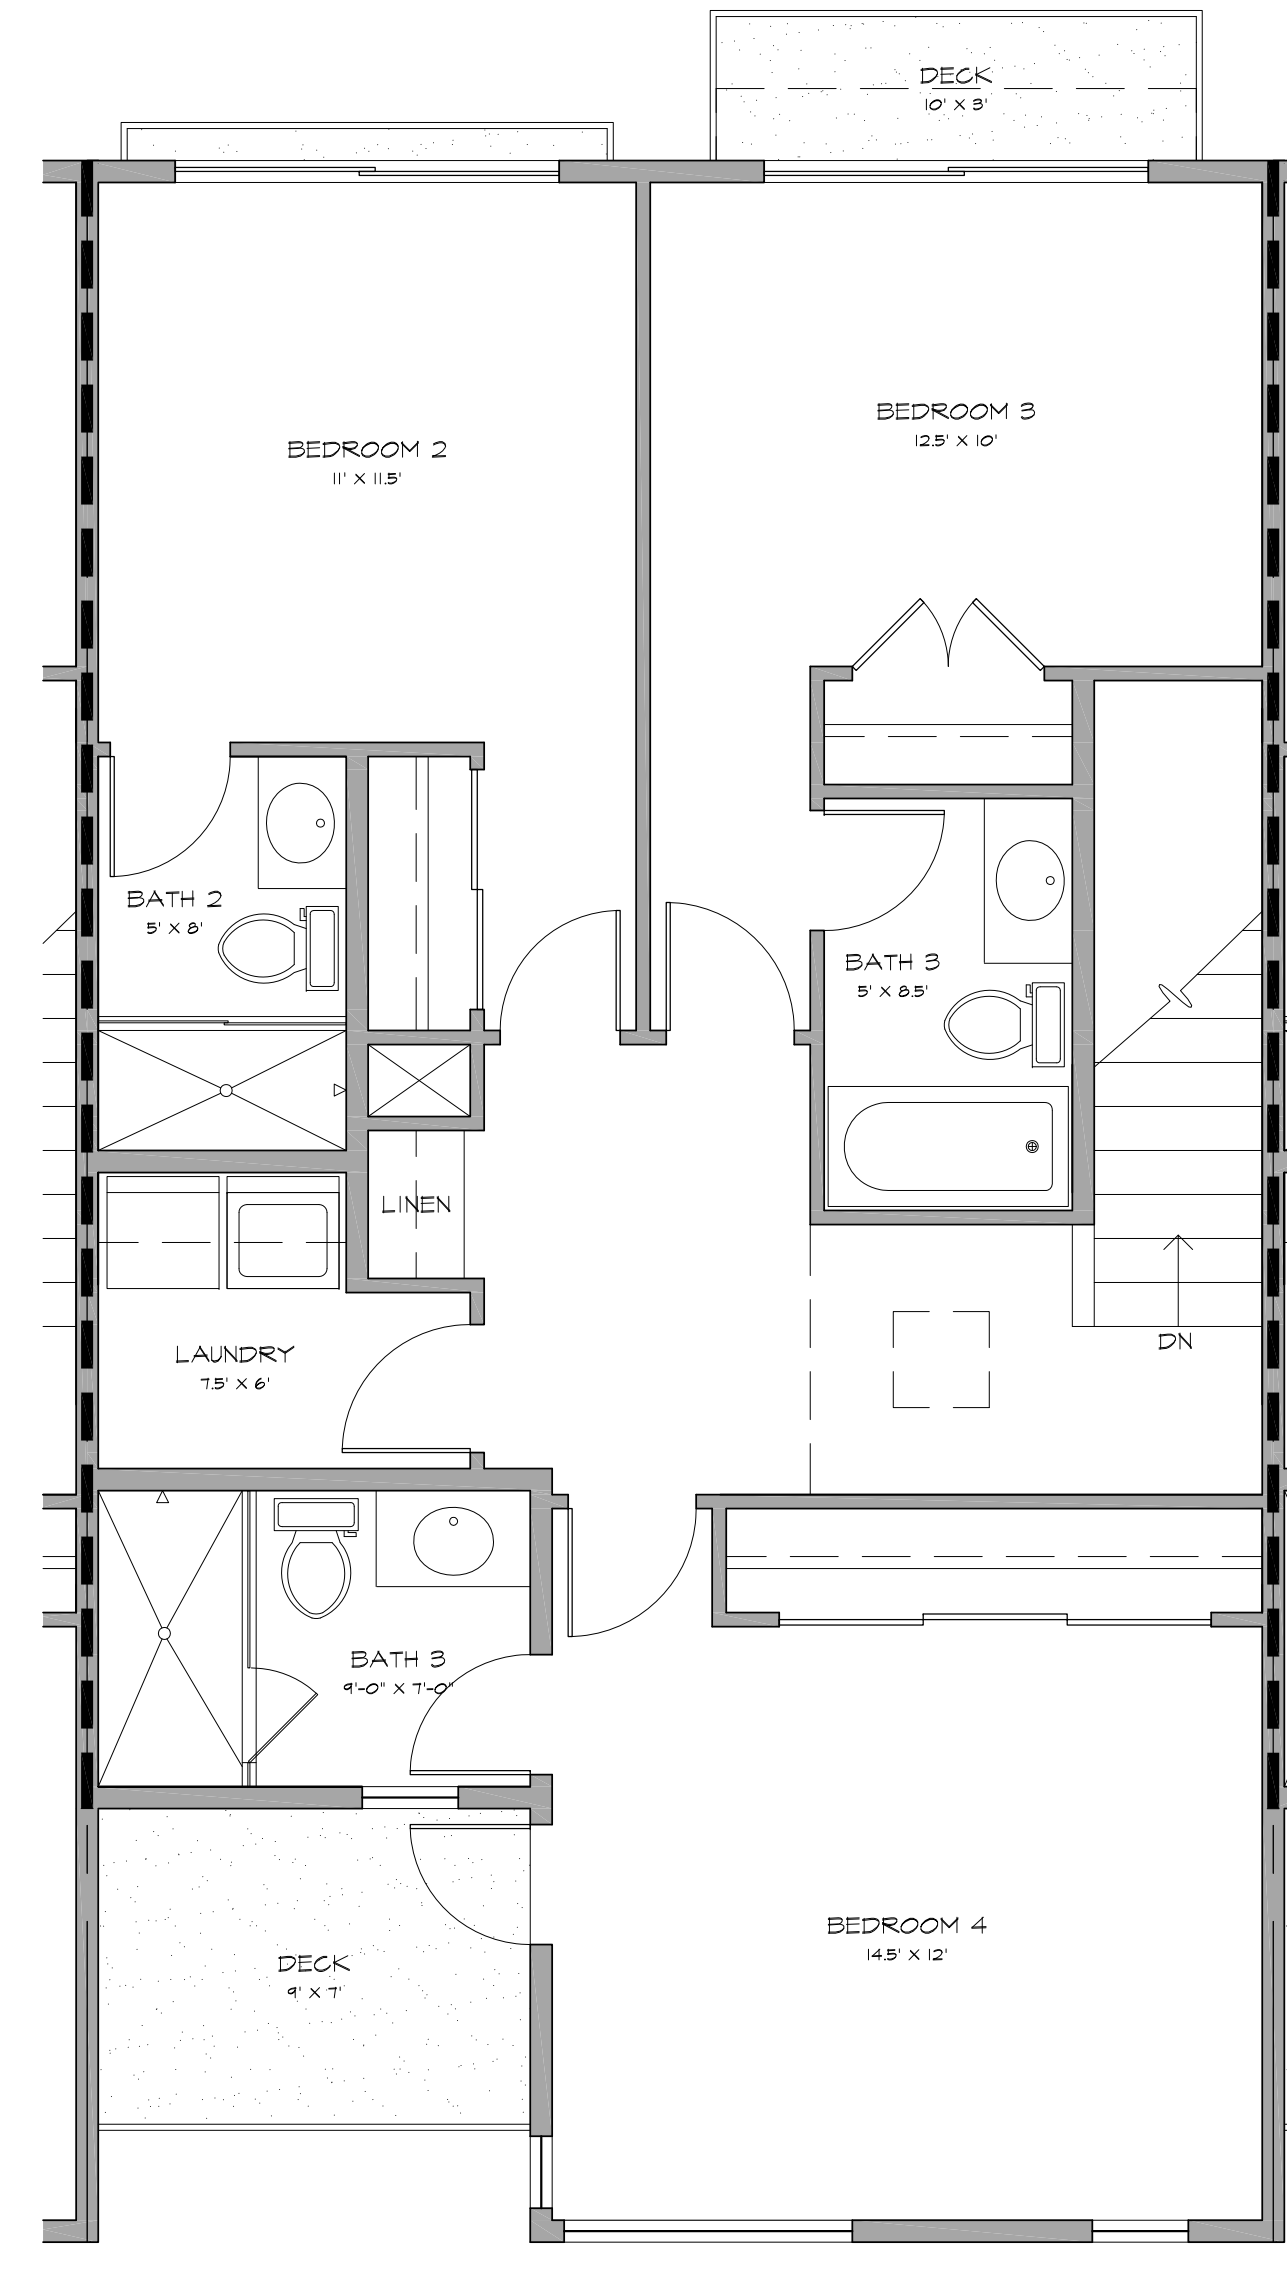 DECK
10' X 3'
BEDROOM 3
12.5' X 10'
BEDROOM 2
11' X 11.5'
BATH 2
5' X 8'
BATH 3
5' X 8.5'
LINEN
LAUNDRY
7.5' X 6'
DN
BATH 3
9'-0" X 7'-0"
BEDROOM 4
14.5' X 12'
DECK
9' X 7'